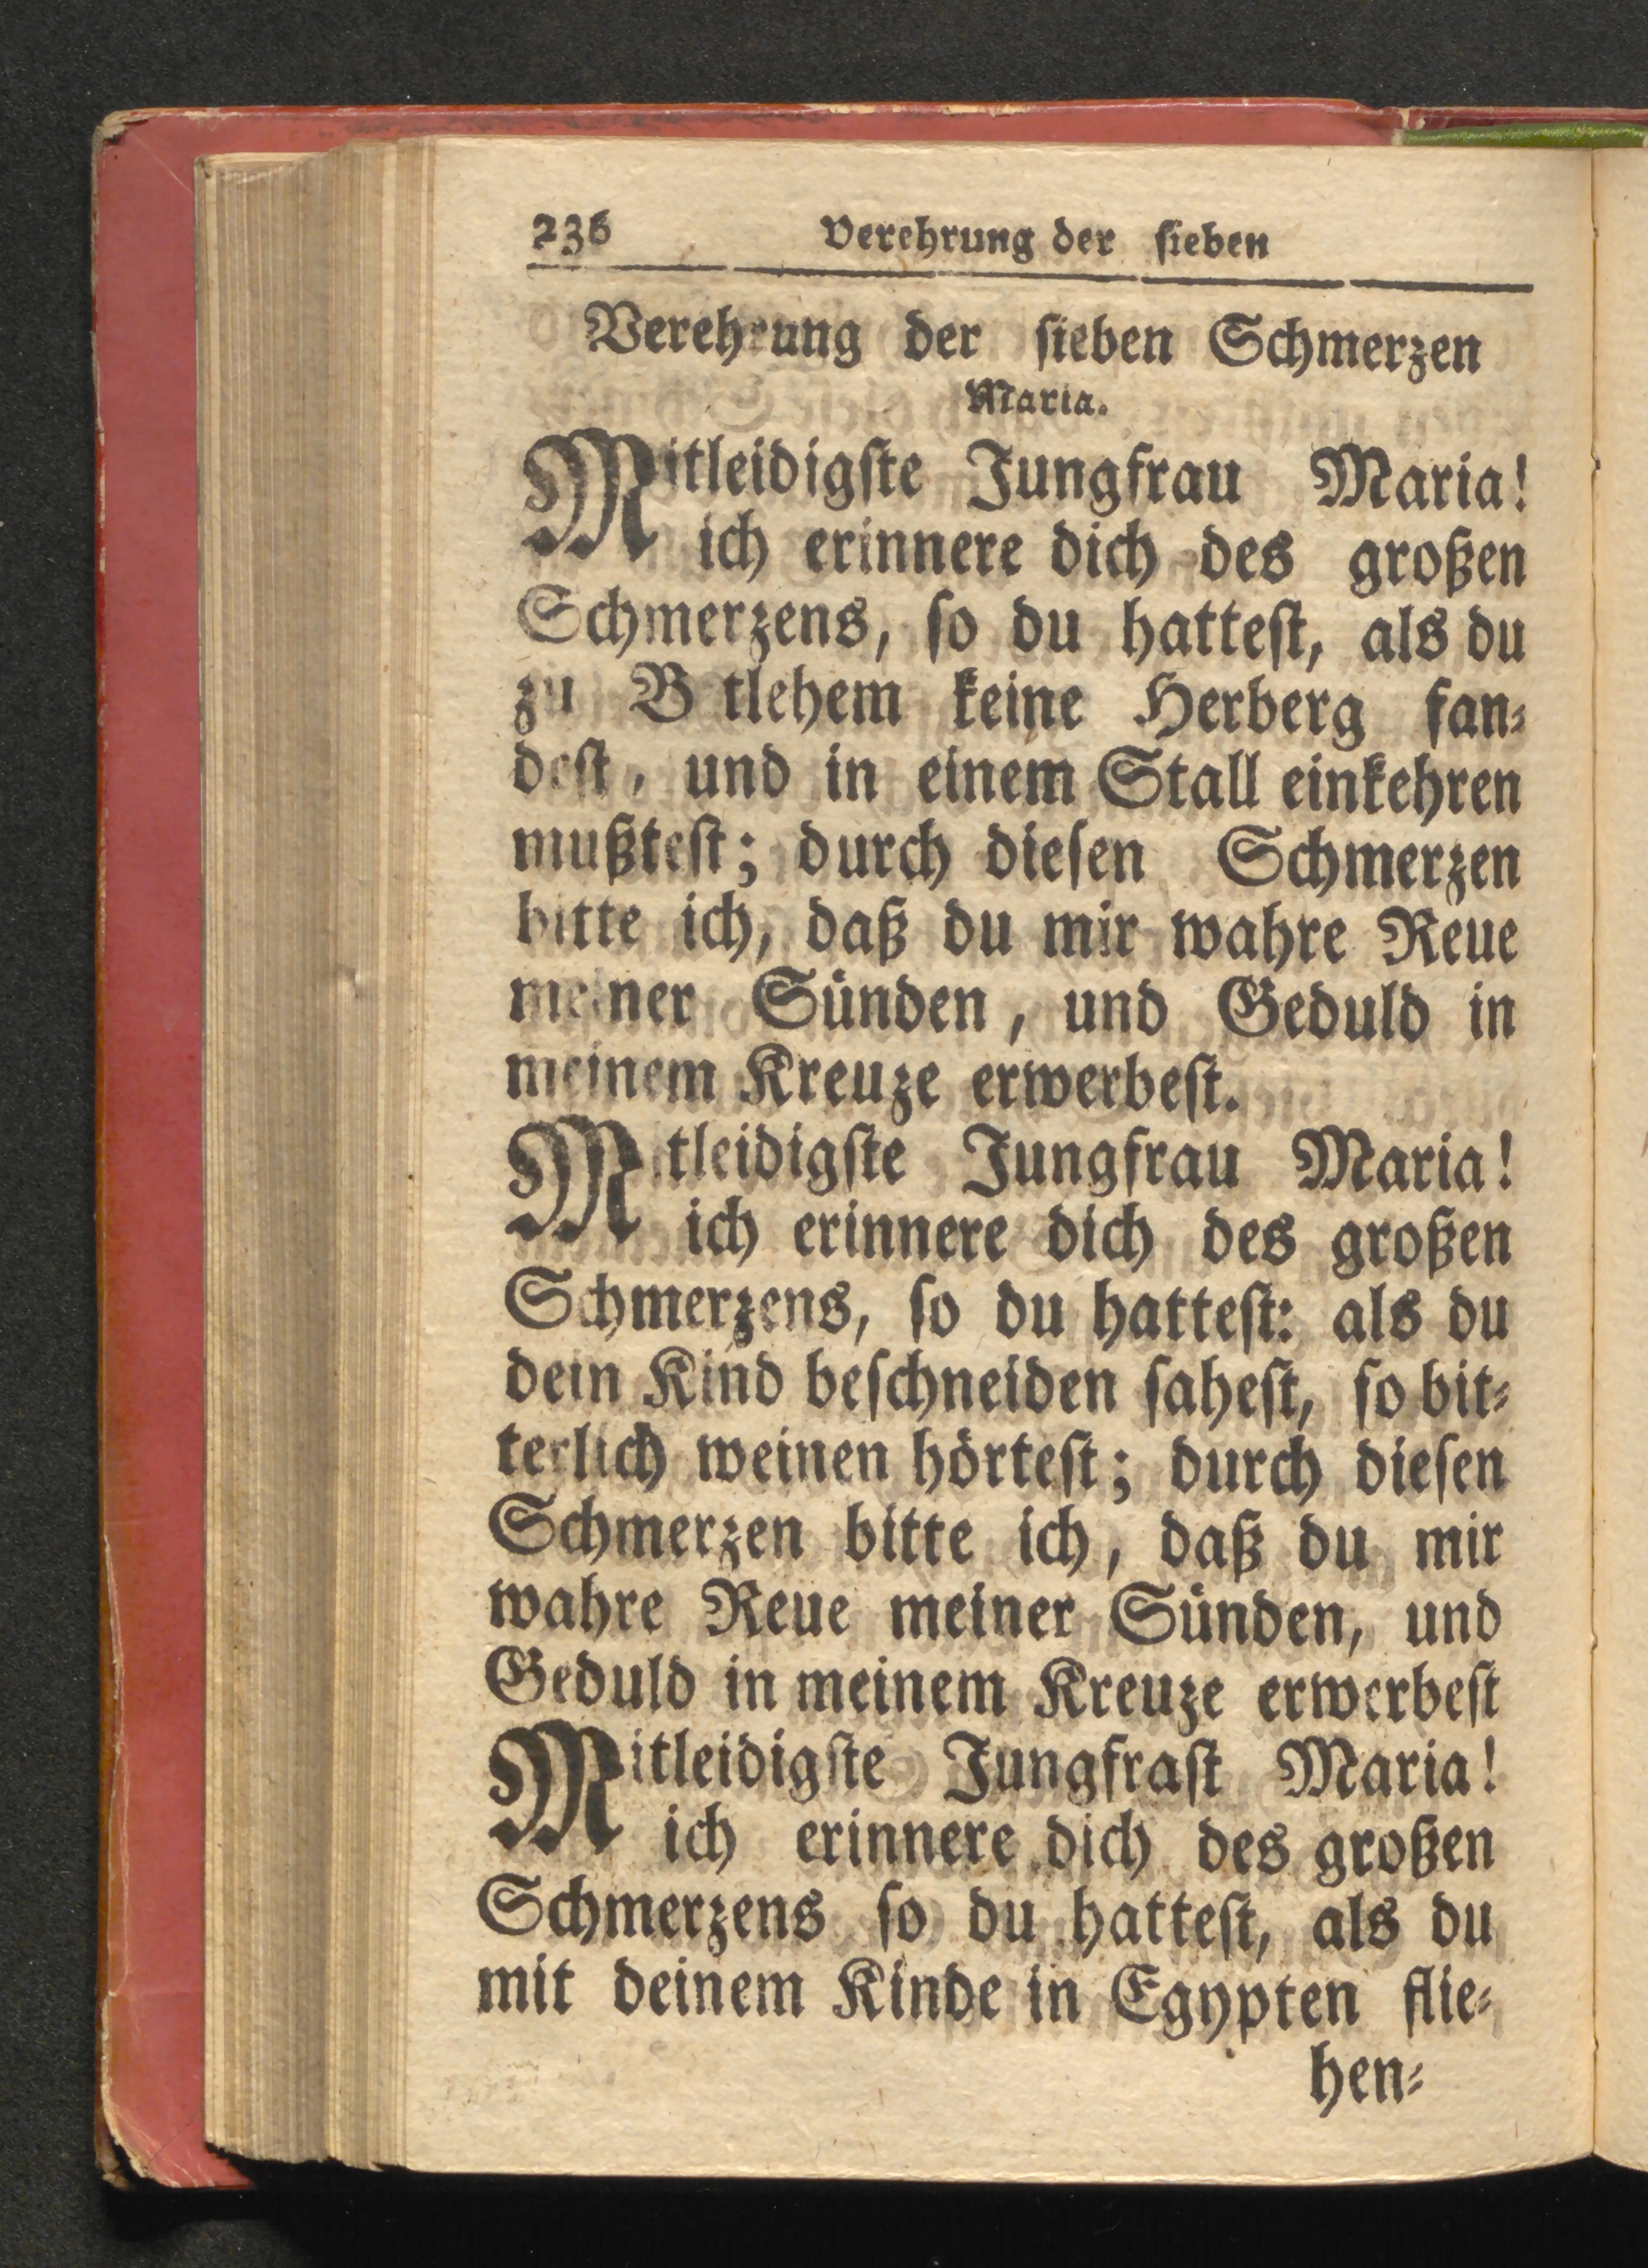 236 Verehrung der sieben
Verehrung der sieben Schmerzen
Maria.
Mitleidigste Jungfrau Maria!
ich erinnere dich des großen
Schmerzens, so du hattest, als du
zu B tlehem keine Herberg fan⸗
dest, und in einem Stall einkehren
mußtest; durch diesen Schmerzen
bitte ich, daß du mir wahre Reue
meiner Sünden, und Geduld in
meinem Kreuze erwerbest.
Mitleidigste Jungfrau Maria!
ich erinnere dich des großen
Schmerzens, so du hattest: als du
dein Kind beschneiden sahest, so bit⸗
terlich weinen hörtest; durch diesen
Schmerzen bitte ich, daß du mir
wahre Reue meiner Sünden, und
Geduld in meinem Kreuze erwerbest
Mitleidigste Jungfrast Maria!
ich erinnere dich des großen
Schmerzens so du hattest, als du
mit deinem Kinde in Egypten flie⸗
hen⸗